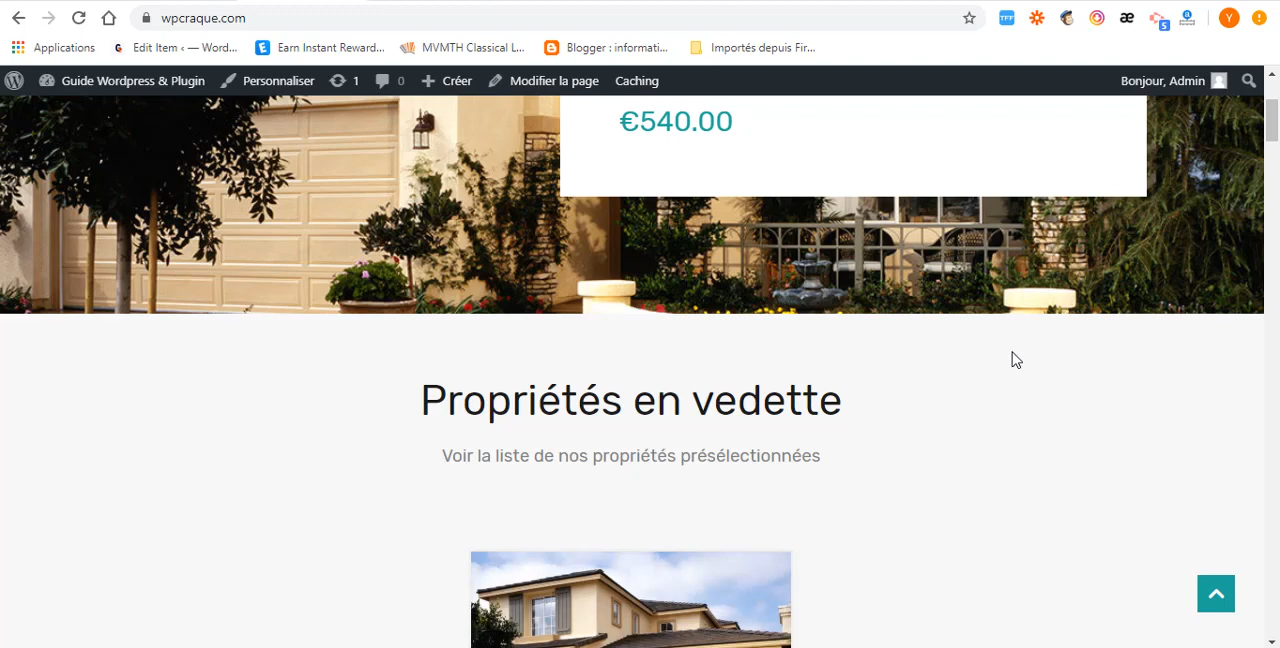 wpcraque.com
TFF
æ
5
Y
Applications
G
Edit Item ‹ — Word...
Earn Instant Reward...
MVMTH Classical L...
Blogger : informati...
Importés depuis Fir...
Guide Wordpress & Plugin
Personnaliser
1
0
Créer
Modifier la page
Caching
Bonjour, Admin
€540.00
Propriétés en vedette
Voir la liste de nos propriétés présélectionnées